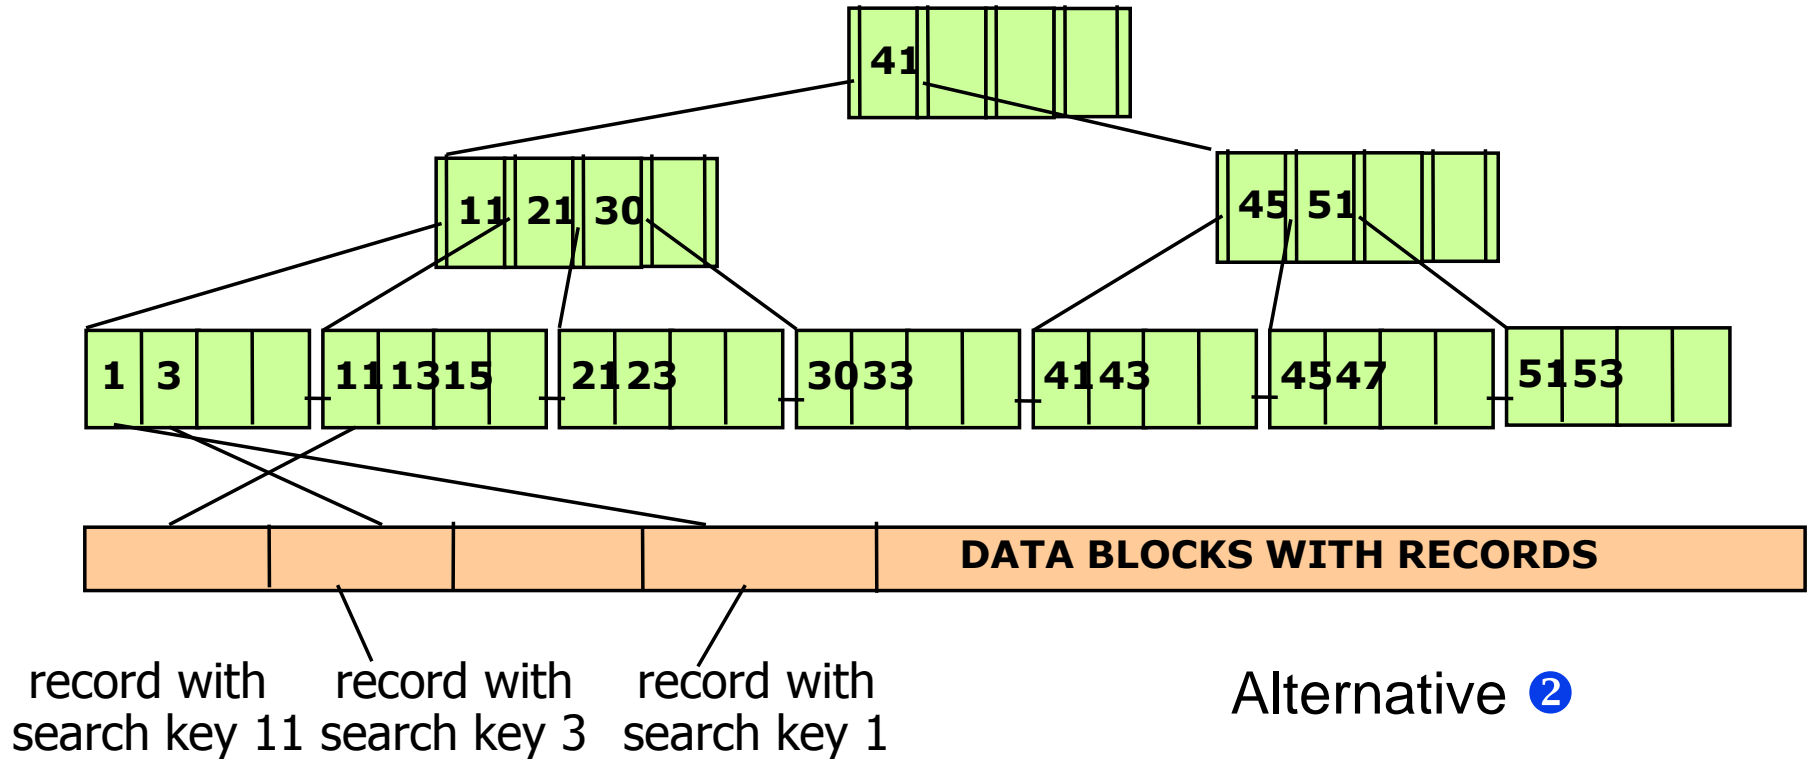 41
11 21 30
45 51
1 3
11 13 15
21 23
30 33
41 43
45 47
51 53
DATA BLOCKS WITH RECORDS
record with
search key 11
record with
search key 3
record with
search key 1
Alternative ❷